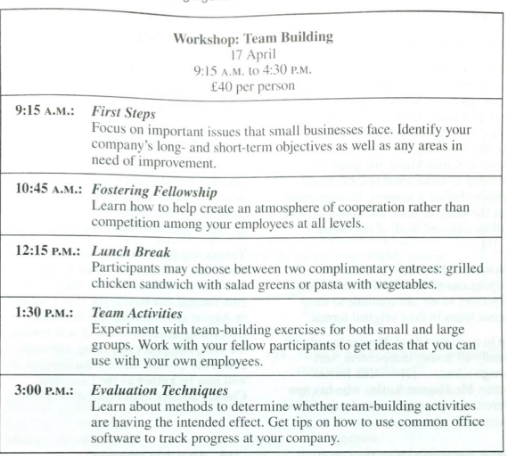 Workshop: Team Building
17 April
9:15 A.M. to 4:30 P.M.
£40 per person
9:15 A.M.: First Steps
Focus on important issues that small businesses face. Identify your
company's long- and short-term objectives as well as any areas in
need of improvement.
10:45 A.M.: Fostering Fellowship
Learn how to help create an atmosphere of cooperation rather than
competition among your employees at all levels.
12:15 P.M.: Lunch Break
Participants may choose between two complimentary entrees: grilled
chicken sandwich with salad greens or pasta with vegetables.
1:30 P.M.: Team Activities
Experiment with team-building exercises for both small and large
groups. Work with your fellow participants to get ideas that you can
use with your own employees.
3:00 P.M.: Evaluation Techniques
Learn about methods to determine whether team-building activities
are having the intended effect. Get tips on how to use common office
software to track progress at your company.